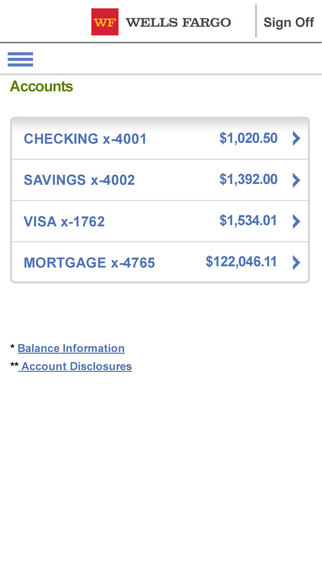 WF WELLS FARGO Sign Off
Accounts
CHECKING x-4001 $1,020.50
SAVINGS x-4002 $1,392.00
VISA x-1762 $1,534.01
MORTGAGE x-4765 $122,046.11
* Balance Information
** Account Disclosures